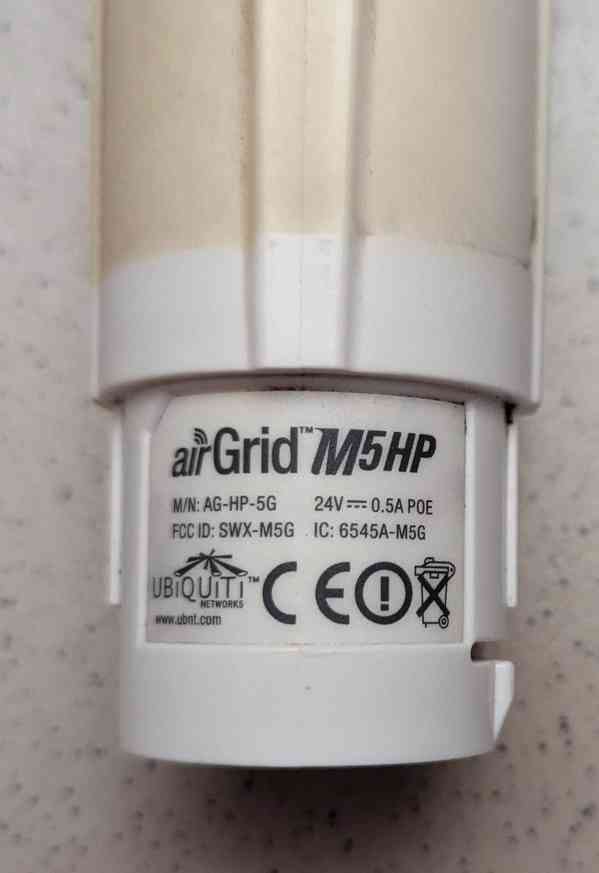 airGrid™ M5HP
M/N: AG-HP-5G 24V⎓0.5A POE
FCC ID: SWX-M5G IC: 6545A-M5G
UBiQUiTi™
NETWORKS
www.ubnt.com
CE